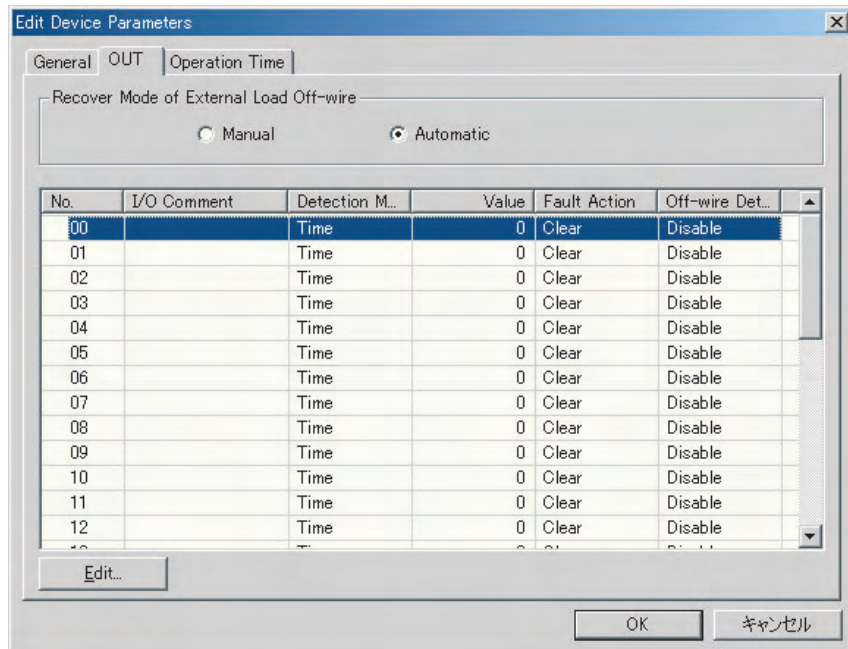 Edit Device Parameters
General OUT Operation Time
Recover Mode of External Load Off-wire
Manual Automatic
No. I/O Comment Detection M... Value Fault Action Off-wire Det...
00 Time 0 Clear Disable
01 Time 0 Clear Disable
02 Time 0 Clear Disable
03 Time 0 Clear Disable
04 Time 0 Clear Disable
05 Time 0 Clear Disable
06 Time 0 Clear Disable
07 Time 0 Clear Disable
08 Time 0 Clear Disable
09 Time 0 Clear Disable
10 Time 0 Clear Disable
11 Time 0 Clear Disable
12 Time 0 Clear Disable
Edit...
OK キャンセル